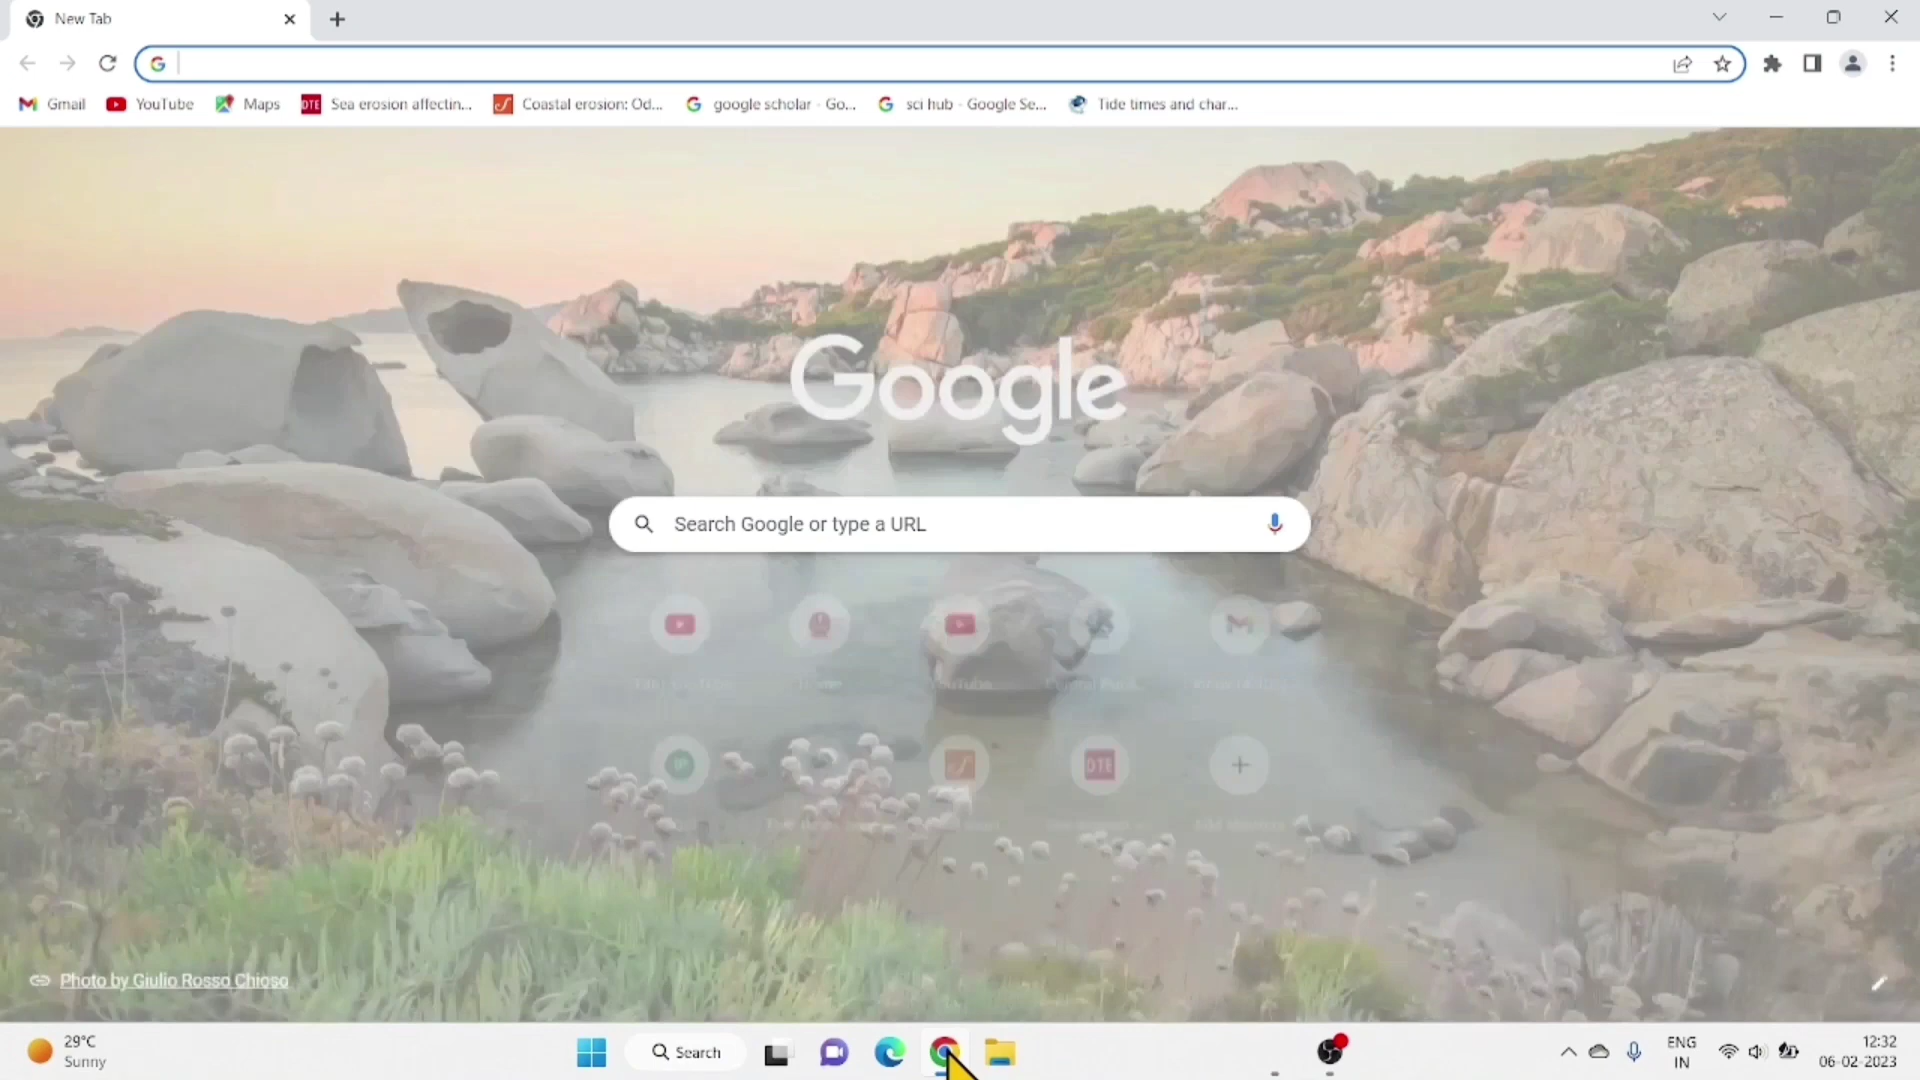 New Tab
Gmail
YouTube
Maps
DTE Sea erosion affectin...
Coastal erosion: Od...
google scholar - Go...
sci hub - Google Se...
Tide times and char...
Google
Search Google or type a URL
DTE
Photo by Giulio Rosso Chioso
29°C
Sunny
Search
ENG
IN
12:32
06-02-2023